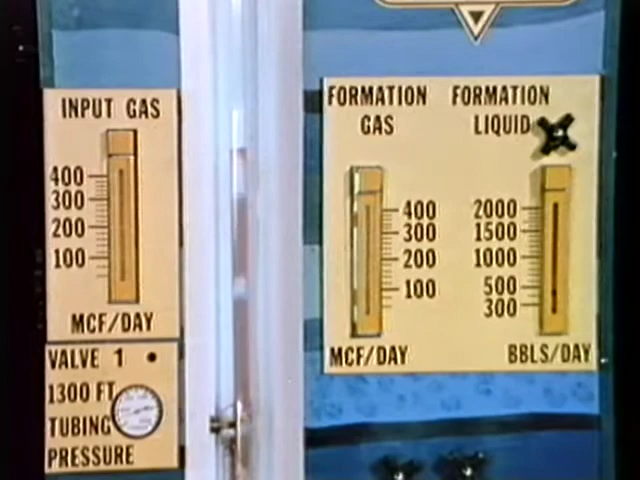 INPUT GAS
400
300
200
100
MCF/DAY
VALVE 1
1300 FT
TUBING
PRESSURE
FORMATION
GAS
400
300
200
100
MCF/DAY
FORMATION
LIQUID
2000
1500
1000
500
300
BBLS/DAY